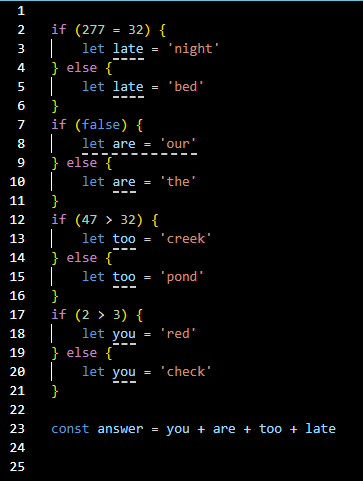 1
2 if (277 = 32) {
3     let late = 'night'
4 } else {
5     let late = 'bed'
6 }
7 if (false) {
8     let are = 'our'
9 } else {
10     let are = 'the'
11 }
12 if (47 > 32) {
13     let too = 'creek'
14 } else {
15     let too = 'pond'
16 }
17 if (2 > 3) {
18     let you = 'red'
19 } else {
20     let you = 'check'
21 }
22
23 const answer = you + are + too + late
24
25